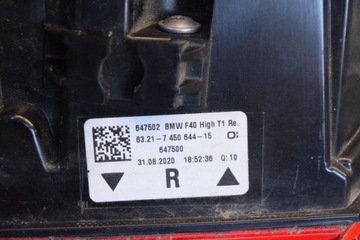 647502 BMW F40 High T1 Re.
63.21-7 450 644-15
647500
31.08.2020 18:52:36 Q: 10
R